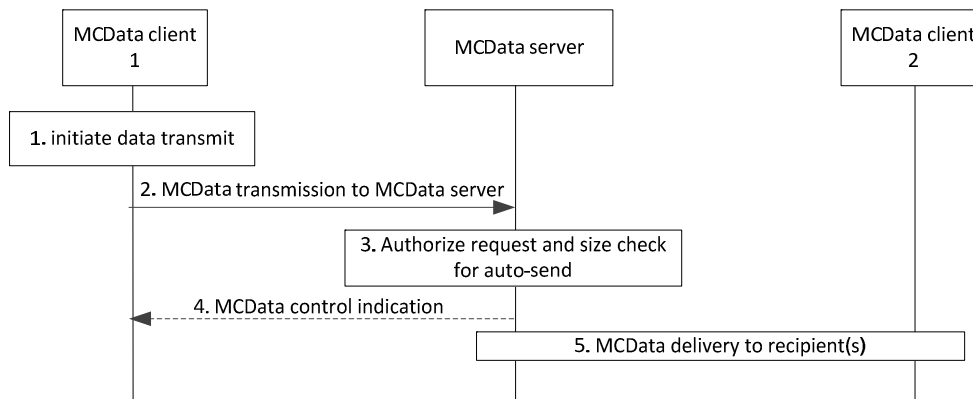 MCData client
1
MCData server
MCData client
2
1. initiate data transmit
2. MCData transmission to MCData server
3. Authorize request and size check
for auto-send
4. MCData control indication
5. MCData delivery to recipient(s)